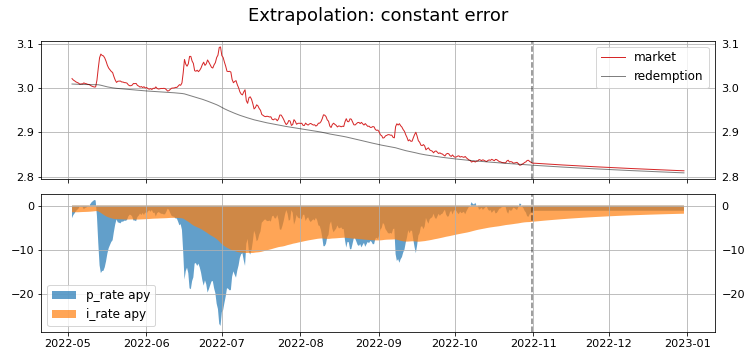 Extrapolation: constant error
3.1
3.0
2.9
2.8
3.1
3.0
2.9
2.8
market
redemption
0
−10
−20
0
−10
−20
p_rate apy
i_rate apy
2022-05 2022-06 2022-07 2022-08 2022-09 2022-10 2022-11 2022-12 2023-01